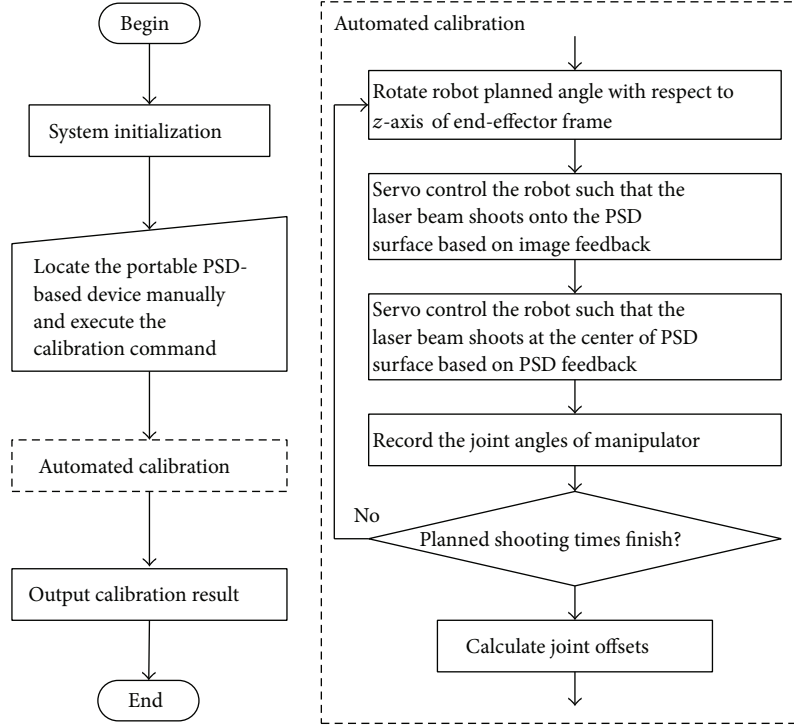 Begin
System initialization
Locate the portable PSD-
based device manually
and execute the
calibration command
Automated calibration
Output calibration result
End
Automated calibration
Rotate robot planned angle with respect to
z-axis of end-effector frame
Servo control the robot such that the
laser beam shoots onto the PSD
surface based on image feedback
Servo control the robot such that the
laser beam shoots at the center of PSD
surface based on PSD feedback
Record the joint angles of manipulator
No
Planned shooting times finish?
Calculate joint offsets